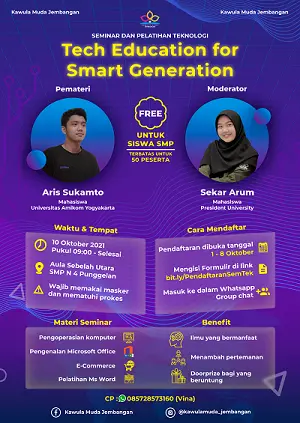 Kawula Muda Jembangan
Kawula Muda Jembangan
SEMINAR DAN PELATIHAN TEKNOLOGI
Tech Education for
Smart Generation
Pemateri
Moderator
FREE
UNTUK
SISWA SMP
TERBATAS UNTUK
50 PESERTA
Aris Sukamto
Mahasiswa
Universitas Amikom Yogyakarta
Sekar Arum
Mahasiswa
President University
Waktu & Tempat
10 Oktober 2021
Pukul 09:00 - Selesai
Aula Sebelah Utara
SMP N 4 Punggelan
Wajib memakai masker
dan mematuhi prokes
Cara Mendaftar
Pendaftaran dibuka tanggal
1 - 8 Oktober
Mengisi Formulir di link
bit.ly/PendaftaranSemTek
Masuk ke dalam Whatsapp
Group chat
Materi Seminar
Pengoperasian komputer
Pengenalan Microsoft Office
E-Commerce
Pelatihan Ms Word
Benefit
Ilmu yang bermanfaat
Menambah pertemanan
Doorprize bagi yang
beruntung
CP : 085728573160 (Vina)
Kawula Muda Jembangan
@kawulamuda_jembangan